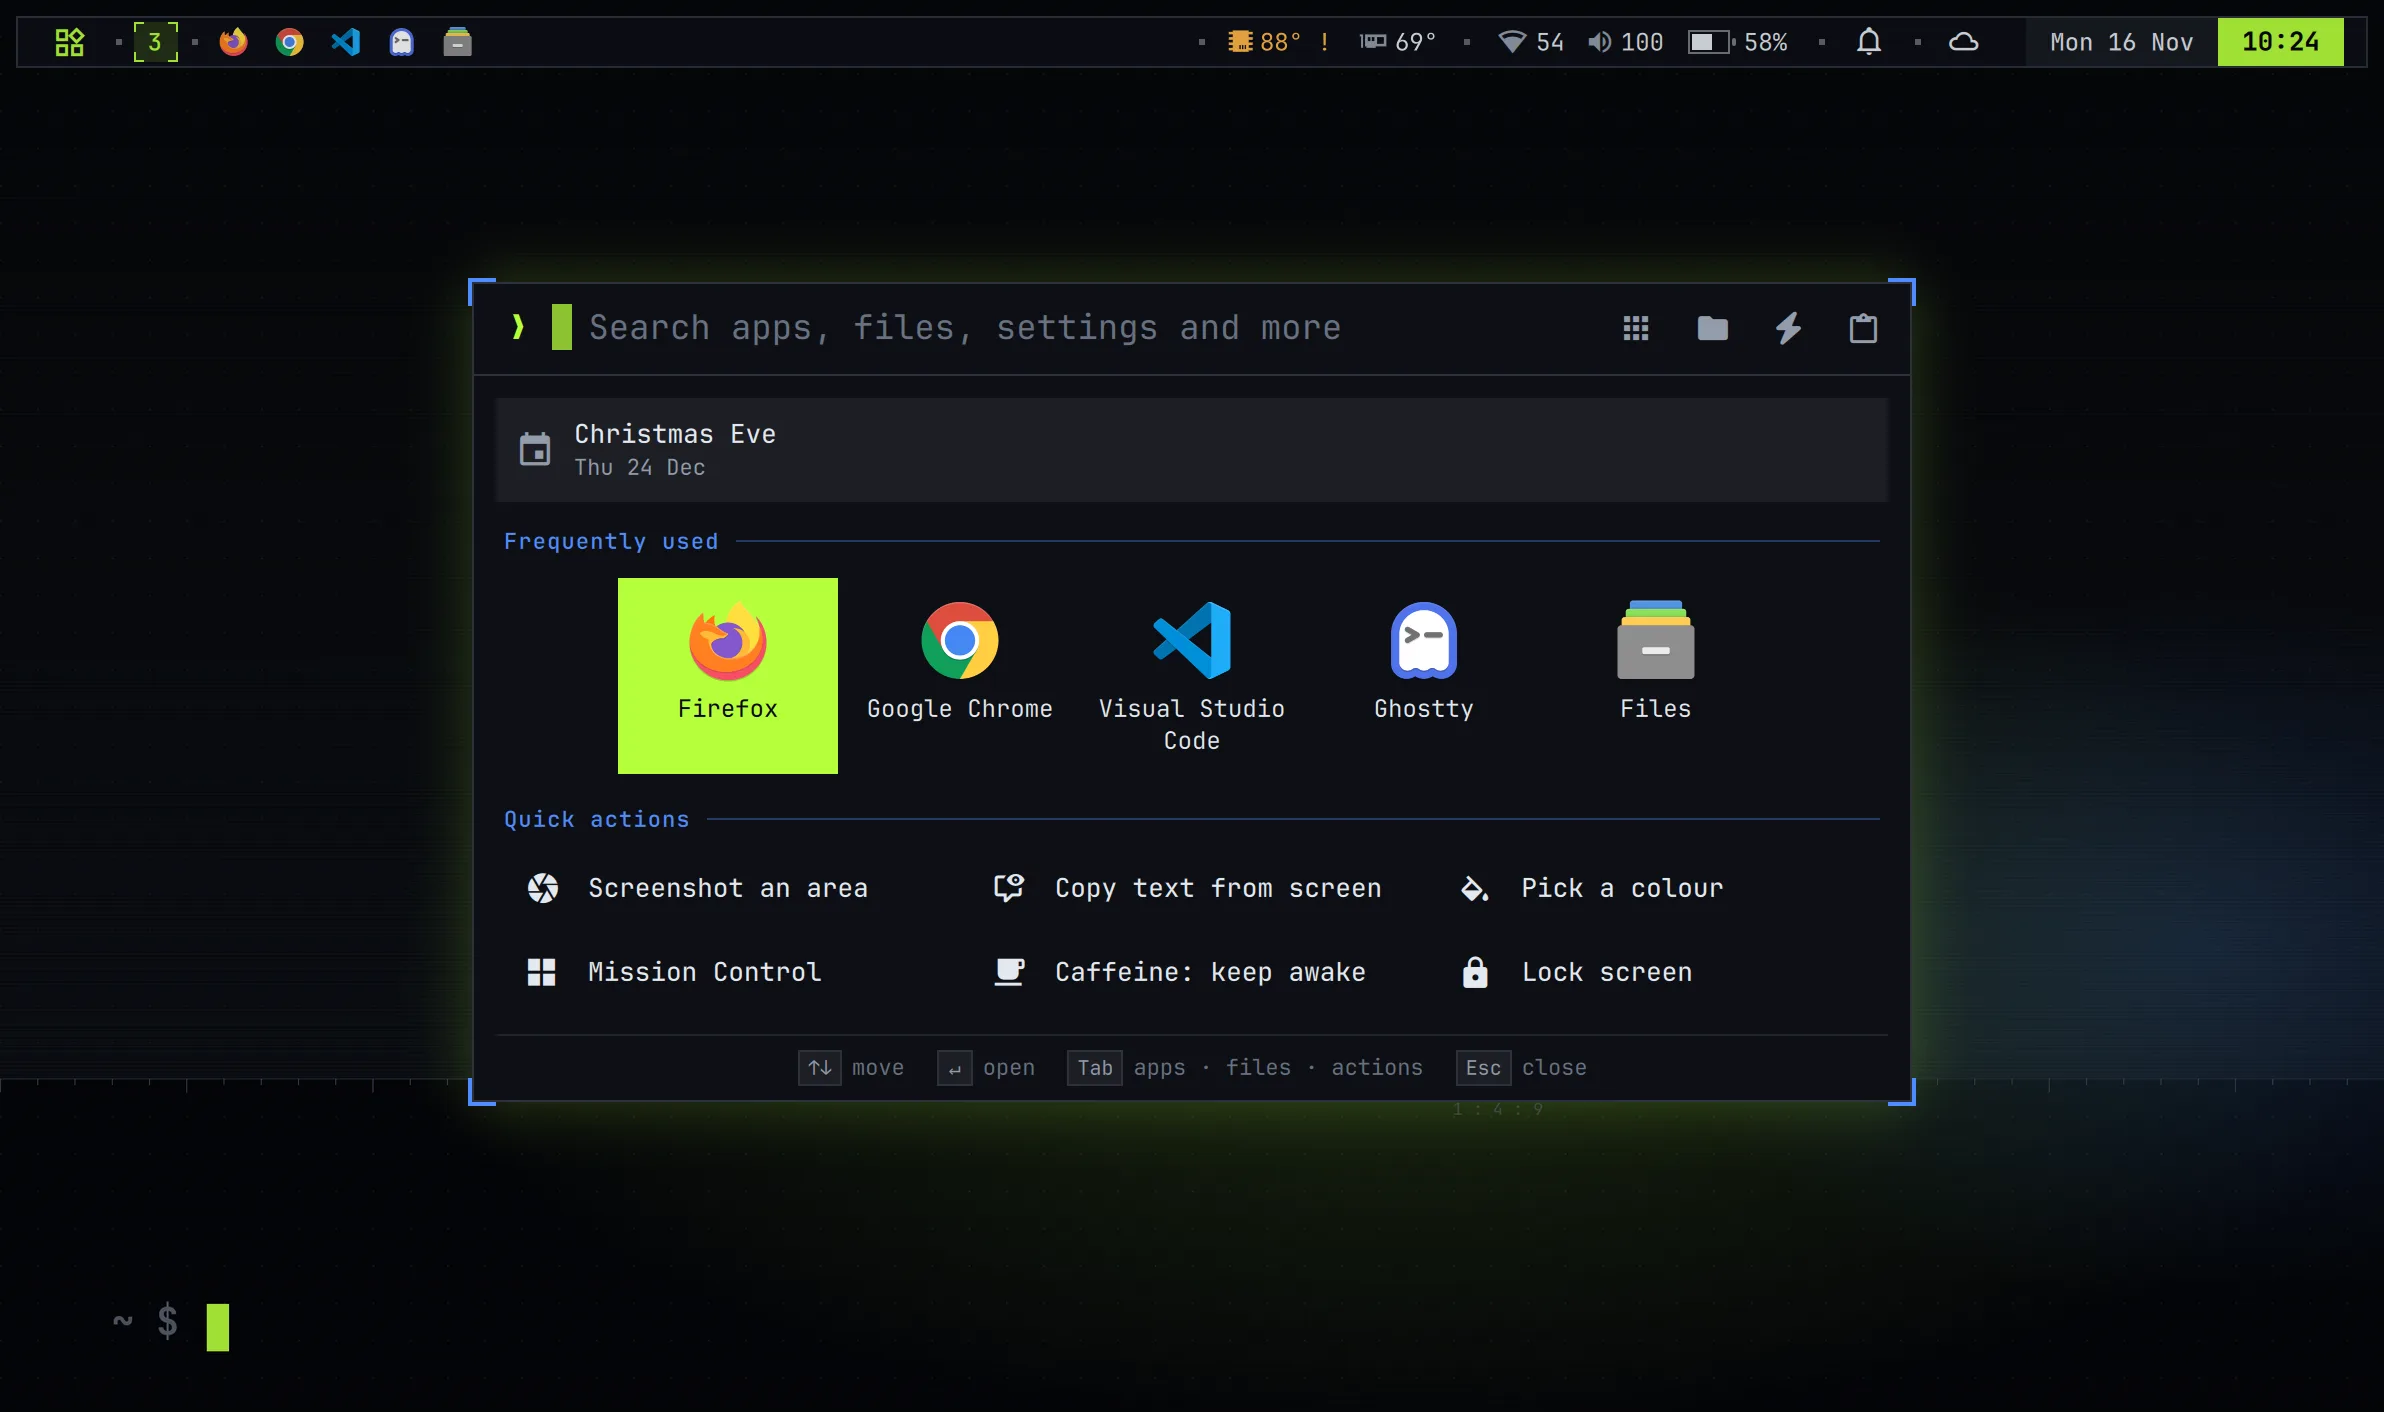 3
88° !
69°
54
100
58%
Mon 16 Nov
10:24
Search apps, files, settings and more
Christmas Eve
Thu 24 Dec
Frequently used
Firefox
Google Chrome
Visual Studio
Code
Ghostty
Files
Quick actions
Screenshot an area
Copy text from screen
Pick a colour
Mission Control
Caffeine: keep awake
Lock screen
↑↓ move ↵ open Tab apps · files · actions Esc close
1 : 4 : 9
~ $